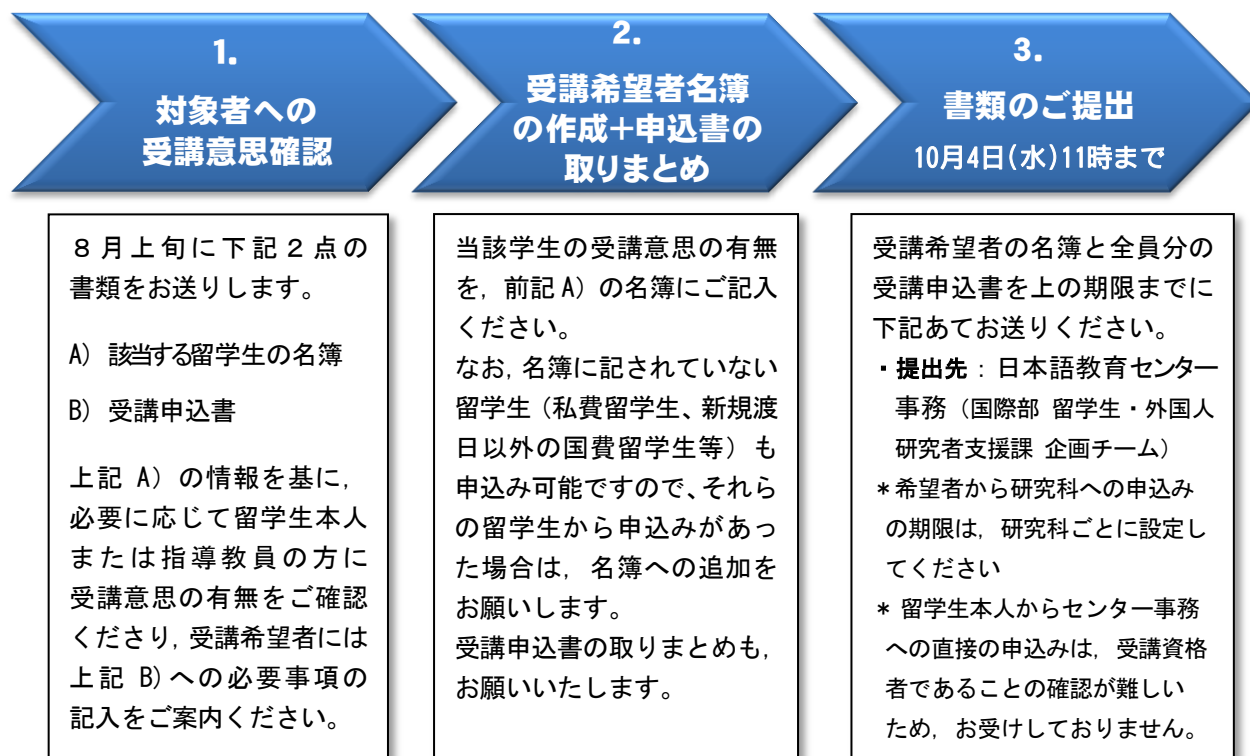 1.
対象者への
受講意思確認
2.
受講希望者名簿
の作成＋申込書の
取りまとめ
3.
書類のご提出
10月4日(水)11時まで
８月上旬に下記２点の
書類をお送りします。
A) 該当する留学生の名簿
B) 受講申込書
上記 A) の情報を基に,
必要に応じて留学生本人
または指導教員の方に
受講意思の有無をご確認
くださり, 受講希望者には
上記 B)への必要事項の
記入をご案内ください。
当該学生の受講意思の有無
を, 前記 A) の名簿にご記入
ください。
なお, 名簿に記されていない
留学生（私費留学生、新規渡
日以外の国費留学生等）も
申込み可能ですので、それら
の留学生から申込みがあっ
た場合は, 名簿への追加を
お願いします。
受講申込書の取りまとめも,
お願いいたします。
受講希望者の名簿と全員分の
受講申込書を上の期限までに
下記あてお送りください。
・提出先：日本語教育センター
事務（国際部 留学生・外国人
研究者支援課 企画チーム）
＊希望者から研究科への申込み
の期限は, 研究科ごとに設定し
てください
＊ 留学生本人からセンター事務
への直接の申込みは, 受講資格
者であることの確認が難しい
ため, お受けしておりません。